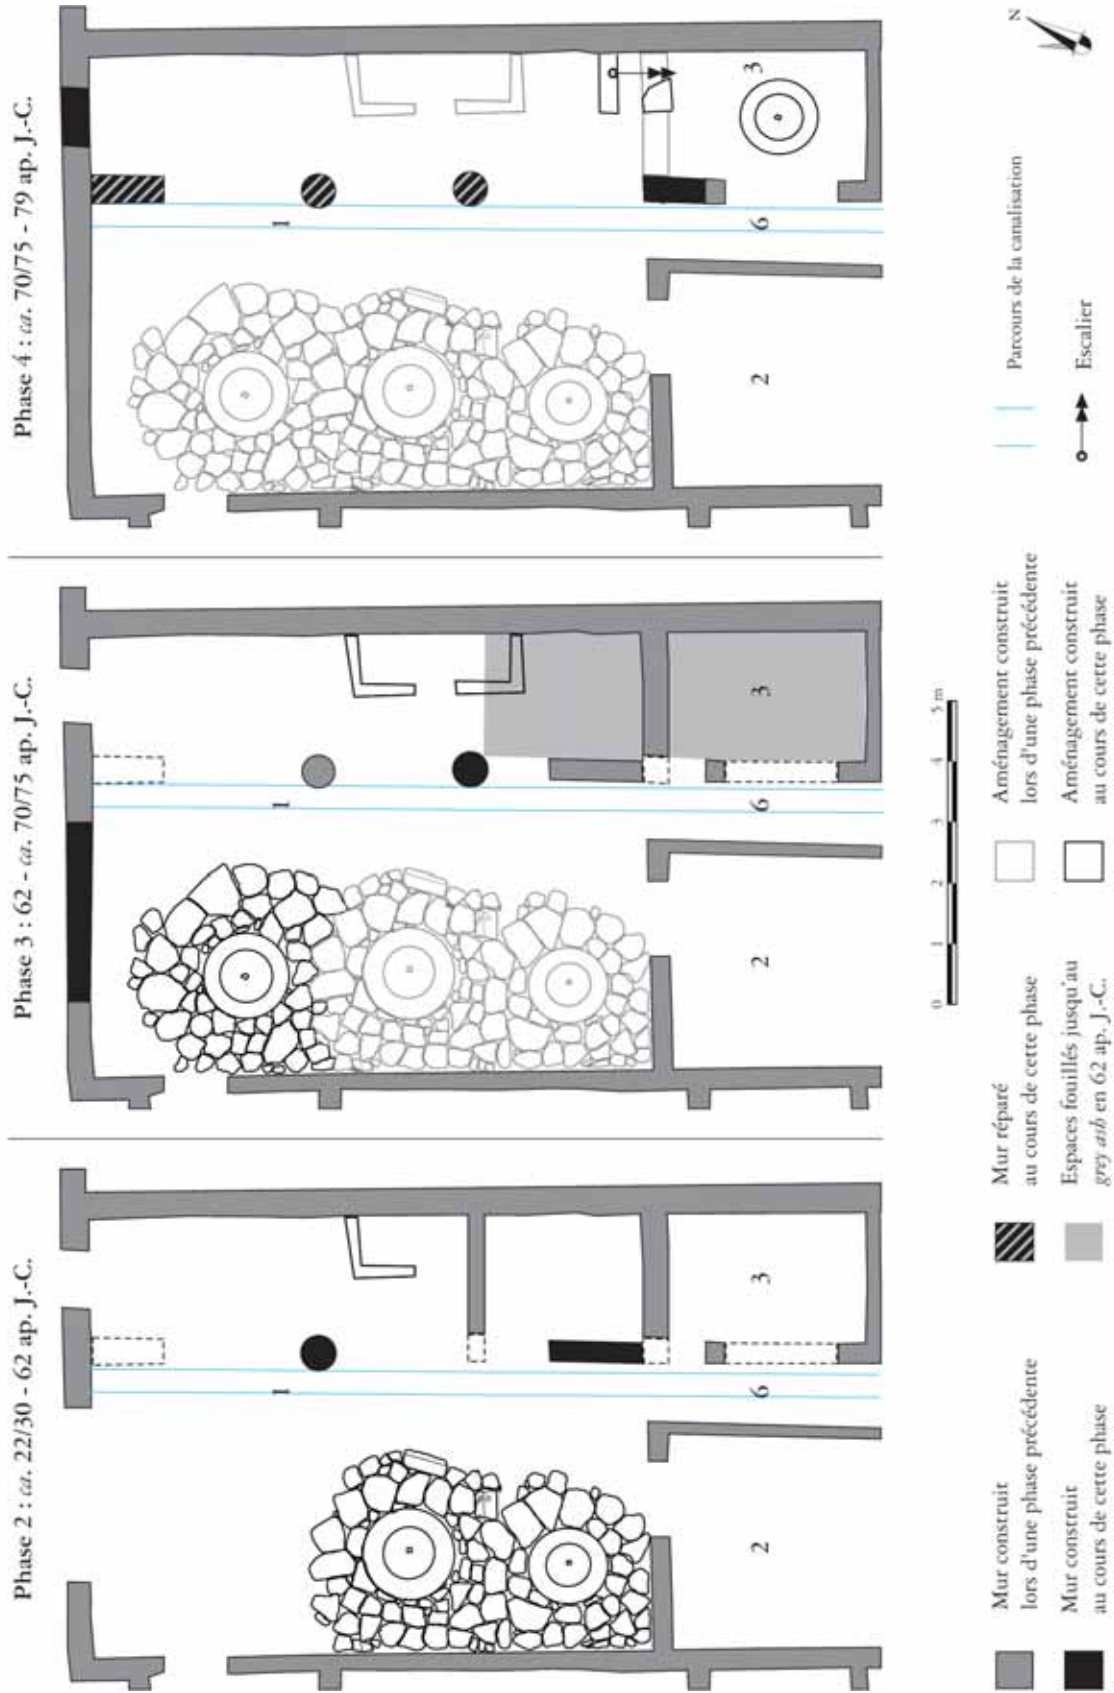 Phase 2 : ca. 22/30 - 62 ap. J.-C.
1
2
6
3
Phase 3 : 62 - ca. 70/75 ap. J.-C.
1
2
6
3
Phase 4 : ca. 70/75 - 79 ap. J.-C.
1
2
6
3
N
0 1 2 3 4 5 m
Mur construit
lors d'une phase précédente
Mur construit
au cours de cette phase
Mur réparé
au cours de cette phase
Espaces fouillés jusqu'au
grey ash en 62 ap. J.-C.
Aménagement construit
lors d'une phase précédente
Aménagement construit
au cours de cette phase
Parcours de la canalisation
Escalier